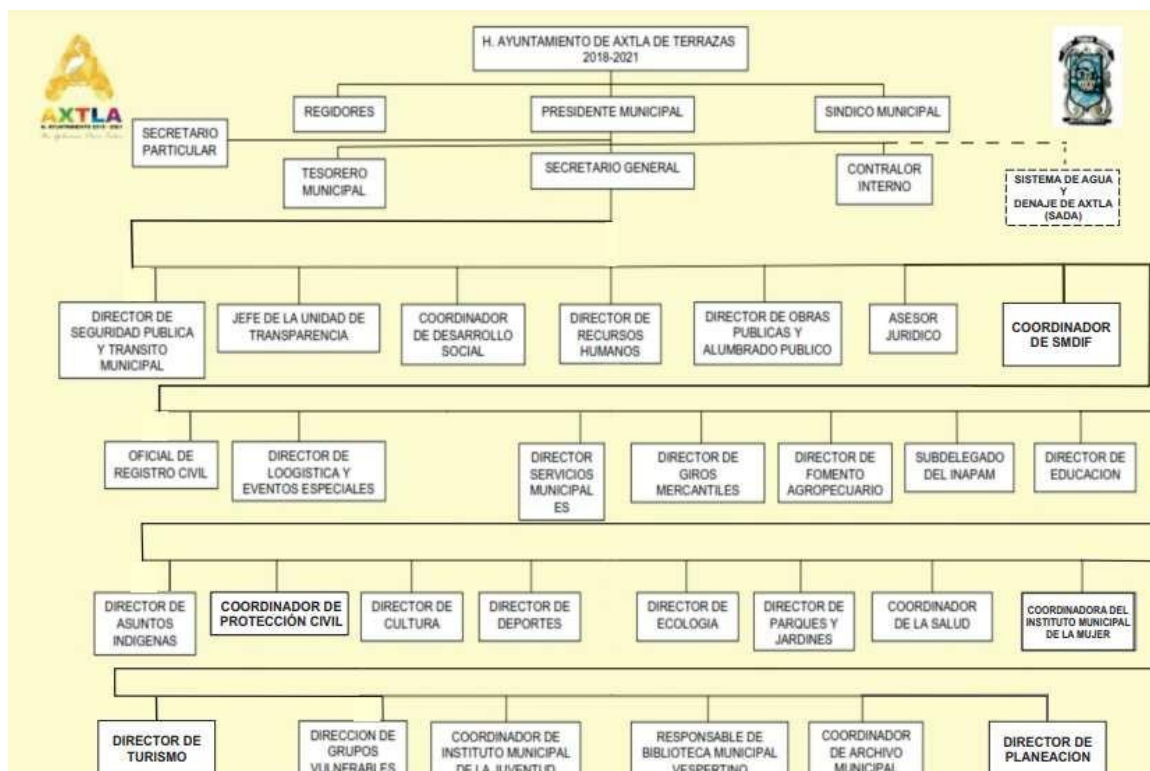 H. AYUNTAMIENTO DE AXTLA DE TERRAZAS
2018-2021
AXTLA
REGIDORES
PRESIDENTE MUNICIPAL
SINDICO MUNICIPAL
SECRETARIO
PARTICULAR
TESORERO
MUNICIPAL
SECRETARIO GENERAL
CONTRALOR
INTERNO
SISTEMA DE AGUA
Y
DENAJE DE AXTLA
(SADA)
DIRECTOR DE
SEGURIDAD PUBLICA
Y TRANSITO
MUNICIPAL
JEFE DE LA UNIDAD DE
TRANSPARENCIA
COORDINADOR
DE DESARROLLO
SOCIAL
DIRECTOR DE
RECURSOS
HUMANOS
DIRECTOR DE OBRAS
PUBLICAS Y
ALUMBRADO PUBLICO
ASESOR
JURIDICO
COORDINADOR
DE SMDIF
OFICIAL DE
REGISTRO CIVIL
DIRECTOR DE
LOOGISTICA Y
EVENTOS ESPECIALES
DIRECTOR
SERVICIOS
MUNICIPAL
ES
DIRECTOR DE
GIROS
MERCANTILES
DIRECTOR DE
FOMENTO
AGROPECUARIO
SUBDELEGADO
DEL INAPAM
DIRECTOR DE
EDUCACION
DIRECTOR DE
ASUNTOS
INDIGENAS
COORDINADOR DE
PROTECCIÓN CIVIL
DIRECTOR DE
CULTURA
DIRECTOR DE
DEPORTES
DIRECTOR DE
ECOLOGIA
DIRECTOR DE
PARQUES Y
JARDINES
COORDINADOR
DE LA SALUD
COORDINADORA DEL
INSTITUTO MUNICIPAL
DE LA MUJER
DIRECTOR DE
TURISMO
DIRECCION DE
GRUPOS
VULNERABLES
COORDINADOR DE
INSTITUTO MUNICIPAL
DE LA JUVENTUD
RESPONSABLE DE
BIBLIOTECA MUNICIPAL
VESPERTINO
COORDINADOR
DE ARCHIVO
MUNICIPAL
DIRECTOR DE
PLANEACION